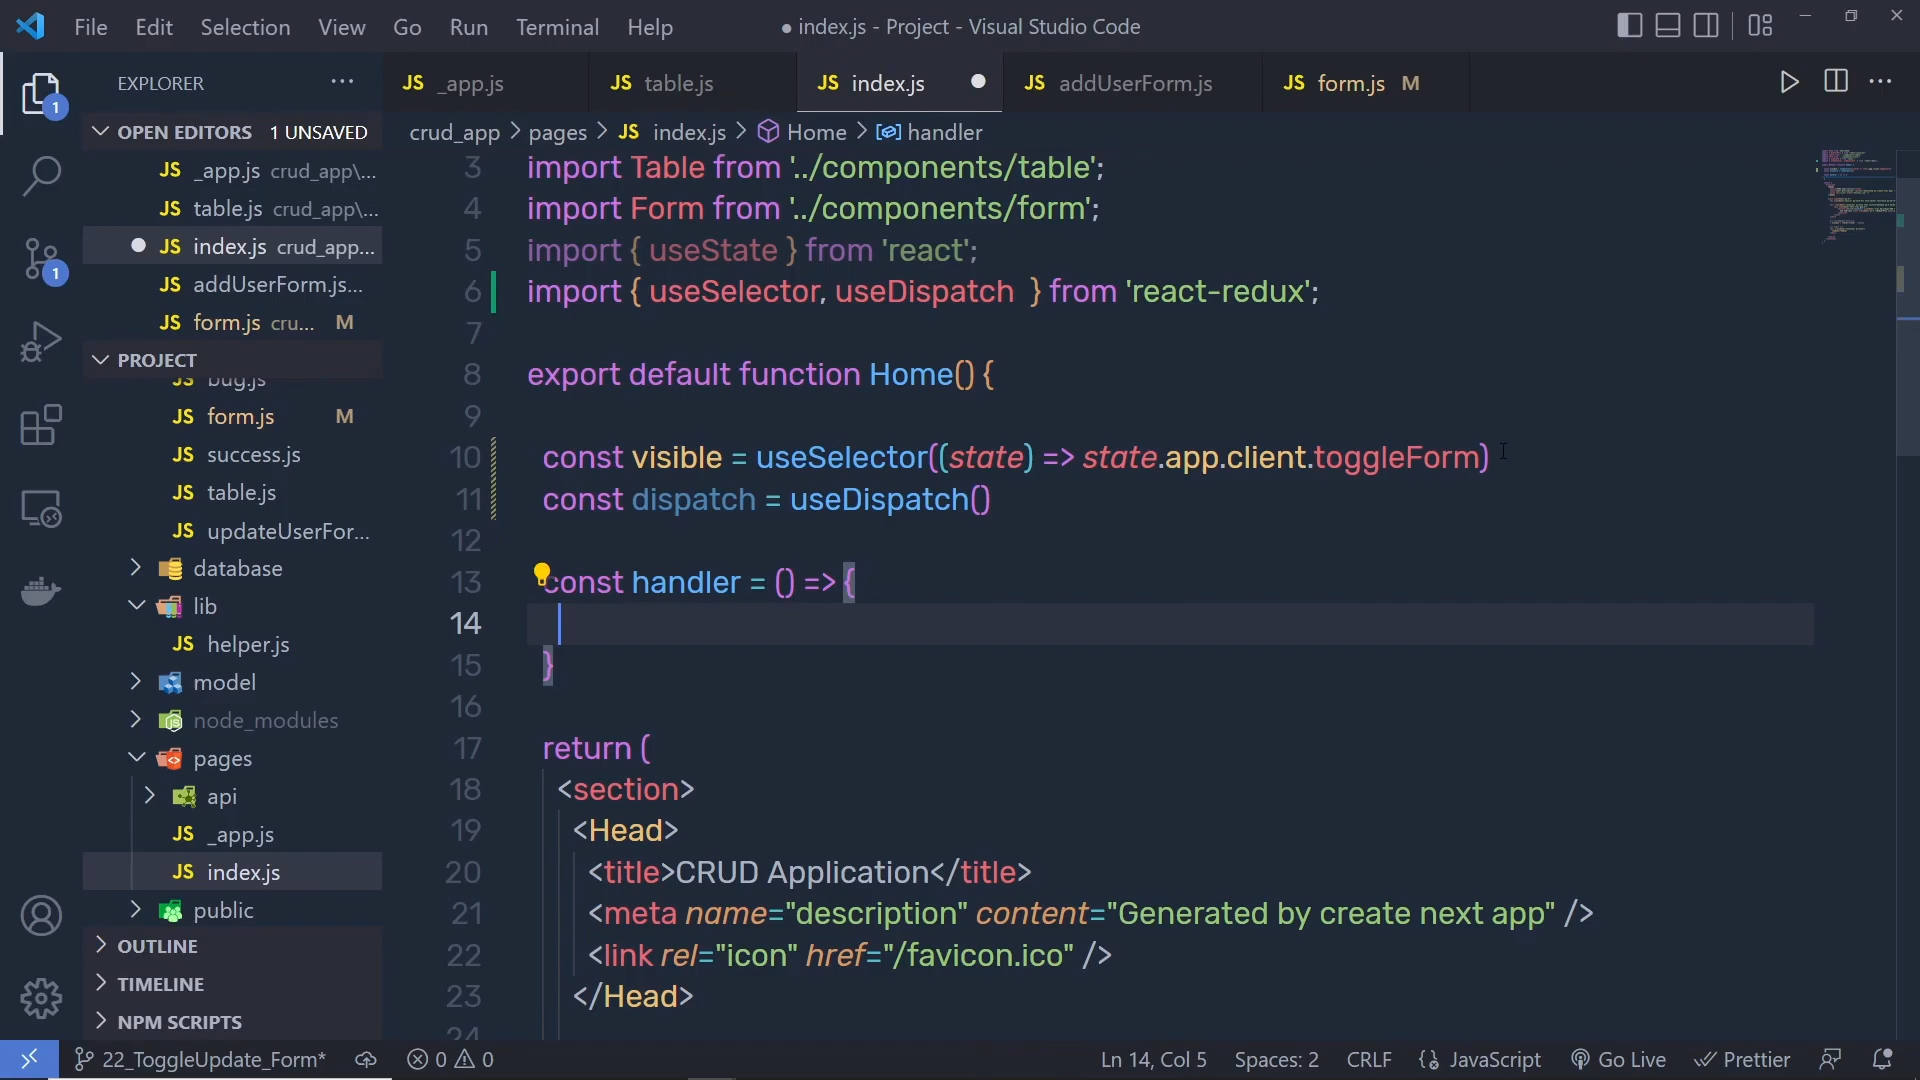 File Edit Selection View Go Run Terminal Help
● index.js - Project - Visual Studio Code
EXPLORER ...
JS _app.js
JS table.js
JS index.js
JS addUserForm.js
JS form.js M
OPEN EDITORS 1 UNSAVED
JS _app.js crud_app\...
JS table.js crud_app\...
JS index.js crud_app...
JS addUserForm.js...
JS form.js cru... M
PROJECT
JS bug.js
JS form.js M
JS success.js
JS table.js
JS updateUserFor...
database
lib
JS helper.js
model
node_modules
pages
api
JS _app.js
JS index.js
public
OUTLINE
TIMELINE
NPM SCRIPTS
1
1
crud_app > pages > JS index.js > Home > handler
3 import Table from '../components/table';
4 import Form from '../components/form';
5 import { useState } from 'react';
6 import { useSelector, useDispatch } from 'react-redux';
7
8 export default function Home() {
9
10 const visible = useSelector((state) => state.app.client.toggleForm)
11 const dispatch = useDispatch()
12
13 const handler = () => {
14
15 }
16
17 return (
18 <section>
19 <Head>
20 <title>CRUD Application</title>
21 <meta name="description" content="Generated by create next app" />
22 <link rel="icon" href="/favicon.ico" />
23 </Head>
24
22_ToggleUpdate_Form* 0 0 Ln 14, Col 5 Spaces: 2 CRLF {} JavaScript Go Live Prettier